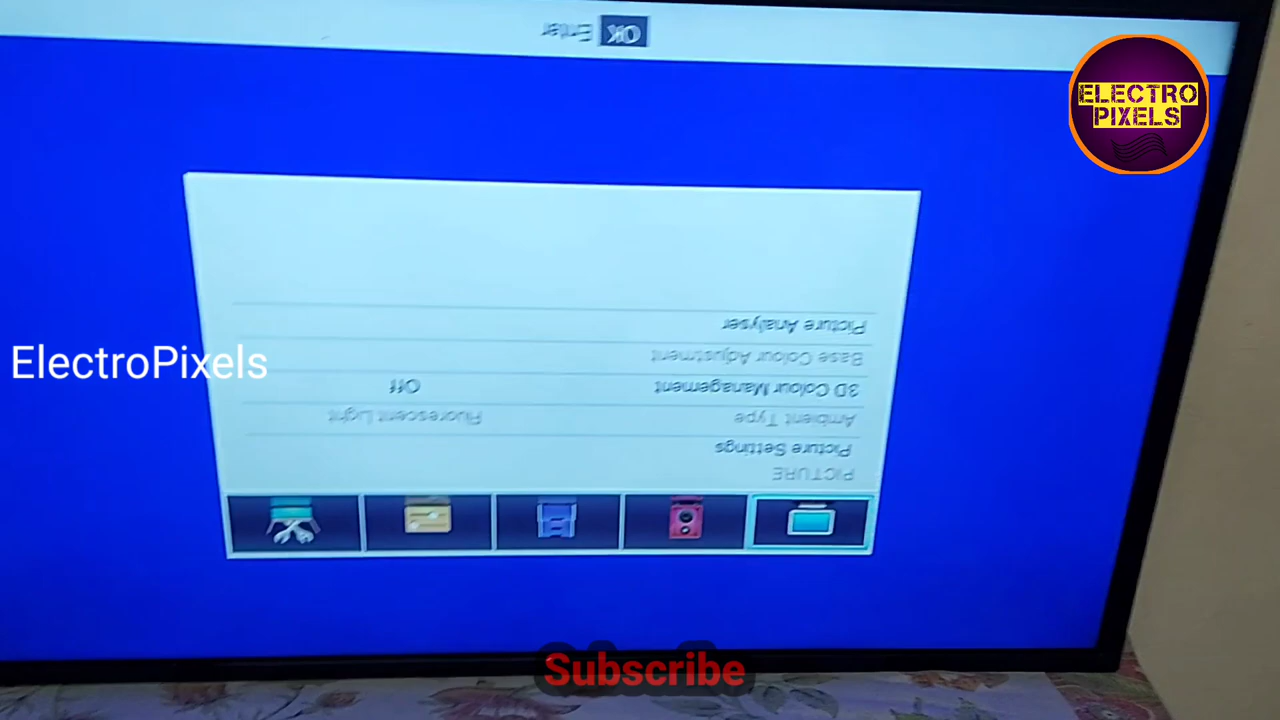 OK Enter
ELECTRO
PIXELS
ElectroPixels
PICTURE
Picture Settings
Ambient Type Fluorescent Light
3D Colour Management Off
Base Colour Adjustment
Picture Analyser
Subscribe